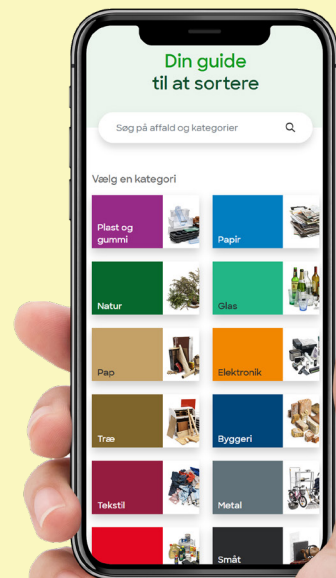 Din guide
til at sortere
Søg på affald og kategorier
Vælg en kategori
Plast og
gummi
Papir
Natur
Glas
Pap
Elektronik
Træ
Byggeri
Tekstil
Metal
Småt